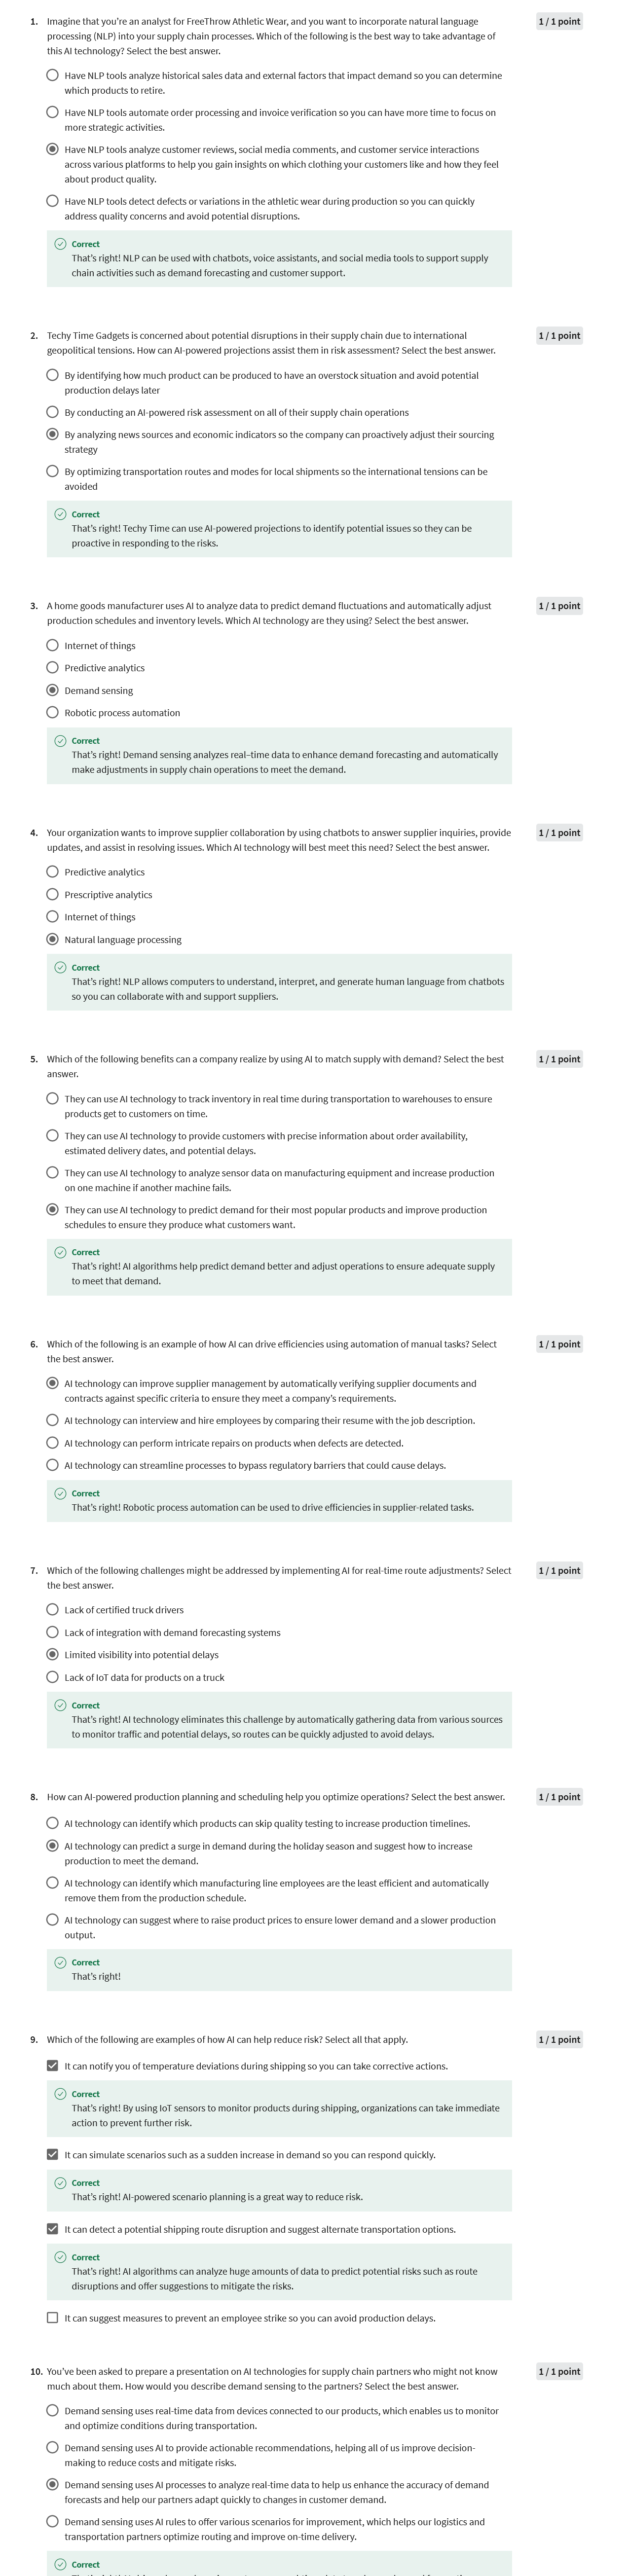 1. Imagine that you're an analyst for FreeThrow Athletic Wear, and you want to incorporate natural language
processing (NLP) into your supply chain processes. Which of the following is the best way to take advantage of
this AI technology? Select the best answer.
1 / 1 point
Have NLP tools analyze historical sales data and external factors that impact demand so you can determine
which products to retire.
Have NLP tools automate order processing and invoice verification so you can have more time to focus on
more strategic activities.
Have NLP tools analyze customer reviews, social media comments, and customer service interactions
across various platforms to help you gain insights on which clothing your customers like and how they feel
about product quality.
Have NLP tools detect defects or variations in the athletic wear during production so you can quickly
address quality concerns and avoid potential disruptions.
Correct
That's right! NLP can be used with chatbots, voice assistants, and social media tools to support supply
chain activities such as demand forecasting and customer support.
2. Techy Time Gadgets is concerned about potential disruptions in their supply chain due to international
geopolitical tensions. How can AI-powered projections assist them in risk assessment? Select the best answer.
1 / 1 point
By identifying how much product can be produced to have an overstock situation and avoid potential
production delays later
By conducting an AI-powered risk assessment on all of their supply chain operations
By analyzing news sources and economic indicators so the company can proactively adjust their sourcing
strategy
By optimizing transportation routes and modes for local shipments so the international tensions can be
avoided
Correct
That's right! Techy Time can use AI-powered projections to identify potential issues so they can be
proactive in responding to the risks.
3. A home goods manufacturer uses AI to analyze data to predict demand fluctuations and automatically adjust
production schedules and inventory levels. Which AI technology are they using? Select the best answer.
1 / 1 point
Internet of things
Predictive analytics
Demand sensing
Robotic process automation
Correct
That's right! Demand sensing analyzes real–time data to enhance demand forecasting and automatically
make adjustments in supply chain operations to meet the demand.
4. Your organization wants to improve supplier collaboration by using chatbots to answer supplier inquiries, provide
updates, and assist in resolving issues. Which AI technology will best meet this need? Select the best answer.
1 / 1 point
Predictive analytics
Prescriptive analytics
Internet of things
Natural language processing
Correct
That's right! NLP allows computers to understand, interpret, and generate human language from chatbots
so you can collaborate with and support suppliers.
5. Which of the following benefits can a company realize by using AI to match supply with demand? Select the best
answer.
1 / 1 point
They can use AI technology to track inventory in real time during transportation to warehouses to ensure
products get to customers on time.
They can use AI technology to provide customers with precise information about order availability,
estimated delivery dates, and potential delays.
They can use AI technology to analyze sensor data on manufacturing equipment and increase production
on one machine if another machine fails.
They can use AI technology to predict demand for their most popular products and improve production
schedules to ensure they produce what customers want.
Correct
That's right! AI algorithms help predict demand better and adjust operations to ensure adequate supply
to meet that demand.
6. Which of the following is an example of how AI can drive efficiencies using automation of manual tasks? Select
the best answer.
1 / 1 point
AI technology can improve supplier management by automatically verifying supplier documents and
contracts against specific criteria to ensure they meet a company's requirements.
AI technology can interview and hire employees by comparing their resume with the job description.
AI technology can perform intricate repairs on products when defects are detected.
AI technology can streamline processes to bypass regulatory barriers that could cause delays.
Correct
That's right! Robotic process automation can be used to drive efficiencies in supplier-related tasks.
7. Which of the following challenges might be addressed by implementing AI for real-time route adjustments? Select
the best answer.
1 / 1 point
Lack of certified truck drivers
Lack of integration with demand forecasting systems
Limited visibility into potential delays
Lack of IoT data for products on a truck
Correct
That's right! AI technology eliminates this challenge by automatically gathering data from various sources
to monitor traffic and potential delays, so routes can be quickly adjusted to avoid delays.
8. How can AI-powered production planning and scheduling help you optimize operations? Select the best answer.
1 / 1 point
AI technology can identify which products can skip quality testing to increase production timelines.
AI technology can predict a surge in demand during the holiday season and suggest how to increase
production to meet the demand.
AI technology can identify which manufacturing line employees are the least efficient and automatically
remove them from the production schedule.
AI technology can suggest where to raise product prices to ensure lower demand and a slower production
output.
Correct
That's right!
9. Which of the following are examples of how AI can help reduce risk? Select all that apply.
1 / 1 point
It can notify you of temperature deviations during shipping so you can take corrective actions.
Correct
That's right! By using IoT sensors to monitor products during shipping, organizations can take immediate
action to prevent further risk.
It can simulate scenarios such as a sudden increase in demand so you can respond quickly.
Correct
That's right! AI-powered scenario planning is a great way to reduce risk.
It can detect a potential shipping route disruption and suggest alternate transportation options.
Correct
That's right! AI algorithms can analyze huge amounts of data to predict potential risks such as route
disruptions and offer suggestions to mitigate the risks.
It can suggest measures to prevent an employee strike so you can avoid production delays.
10. You've been asked to prepare a presentation on AI technologies for supply chain partners who might not know
much about them. How would you describe demand sensing to the partners? Select the best answer.
1 / 1 point
Demand sensing uses real-time data from devices connected to our products, which enables us to monitor
and optimize conditions during transportation.
Demand sensing uses AI to provide actionable recommendations, helping all of us improve decision-
making to reduce costs and mitigate risks.
Demand sensing uses AI processes to analyze real-time data to help us enhance the accuracy of demand
forecasts and help our partners adapt quickly to changes in customer demand.
Demand sensing uses AI rules to offer various scenarios for improvement, which helps our logistics and
transportation partners optimize routing and improve on-time delivery.
Correct